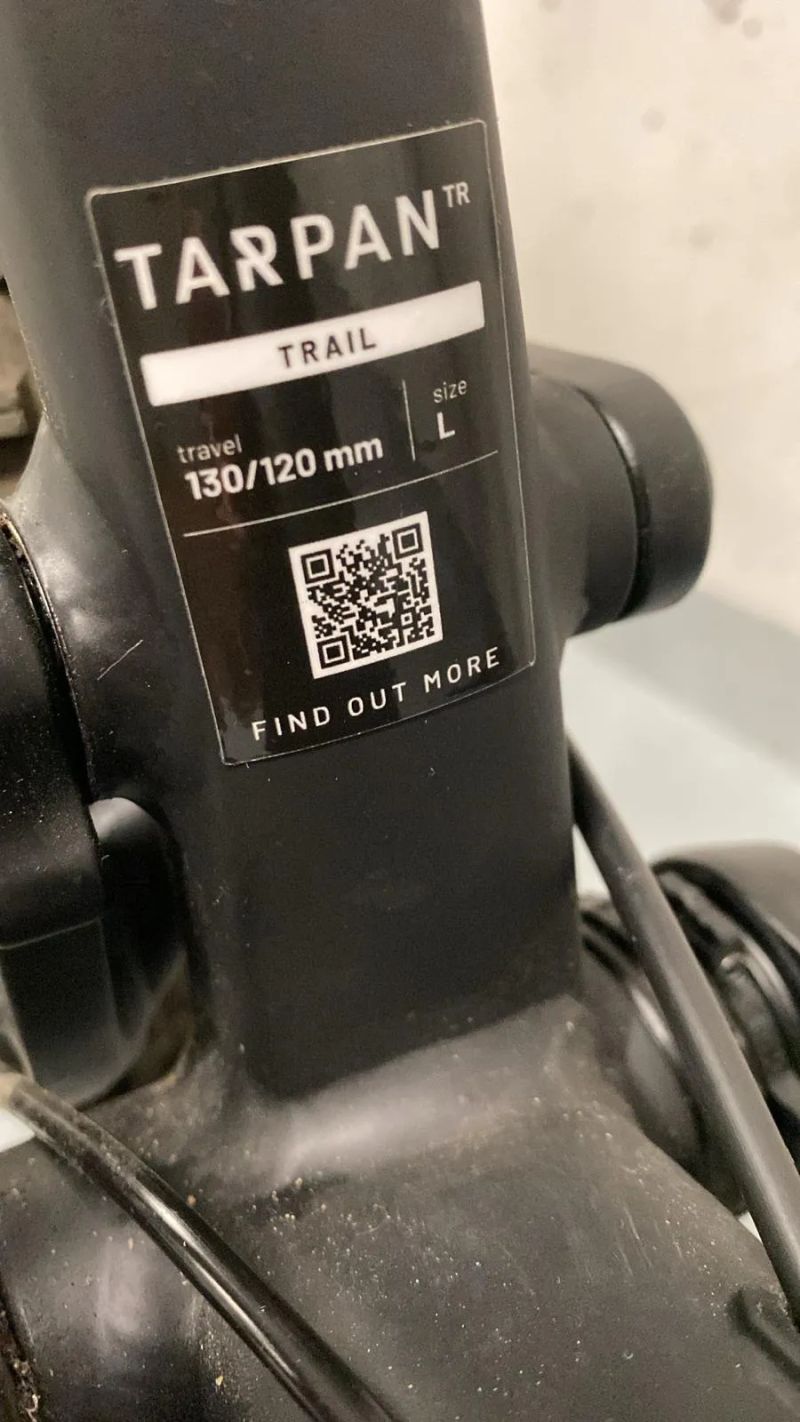 TARPAN TR
TRAIL
travel
130/120 mm
size
L
FIND OUT MORE